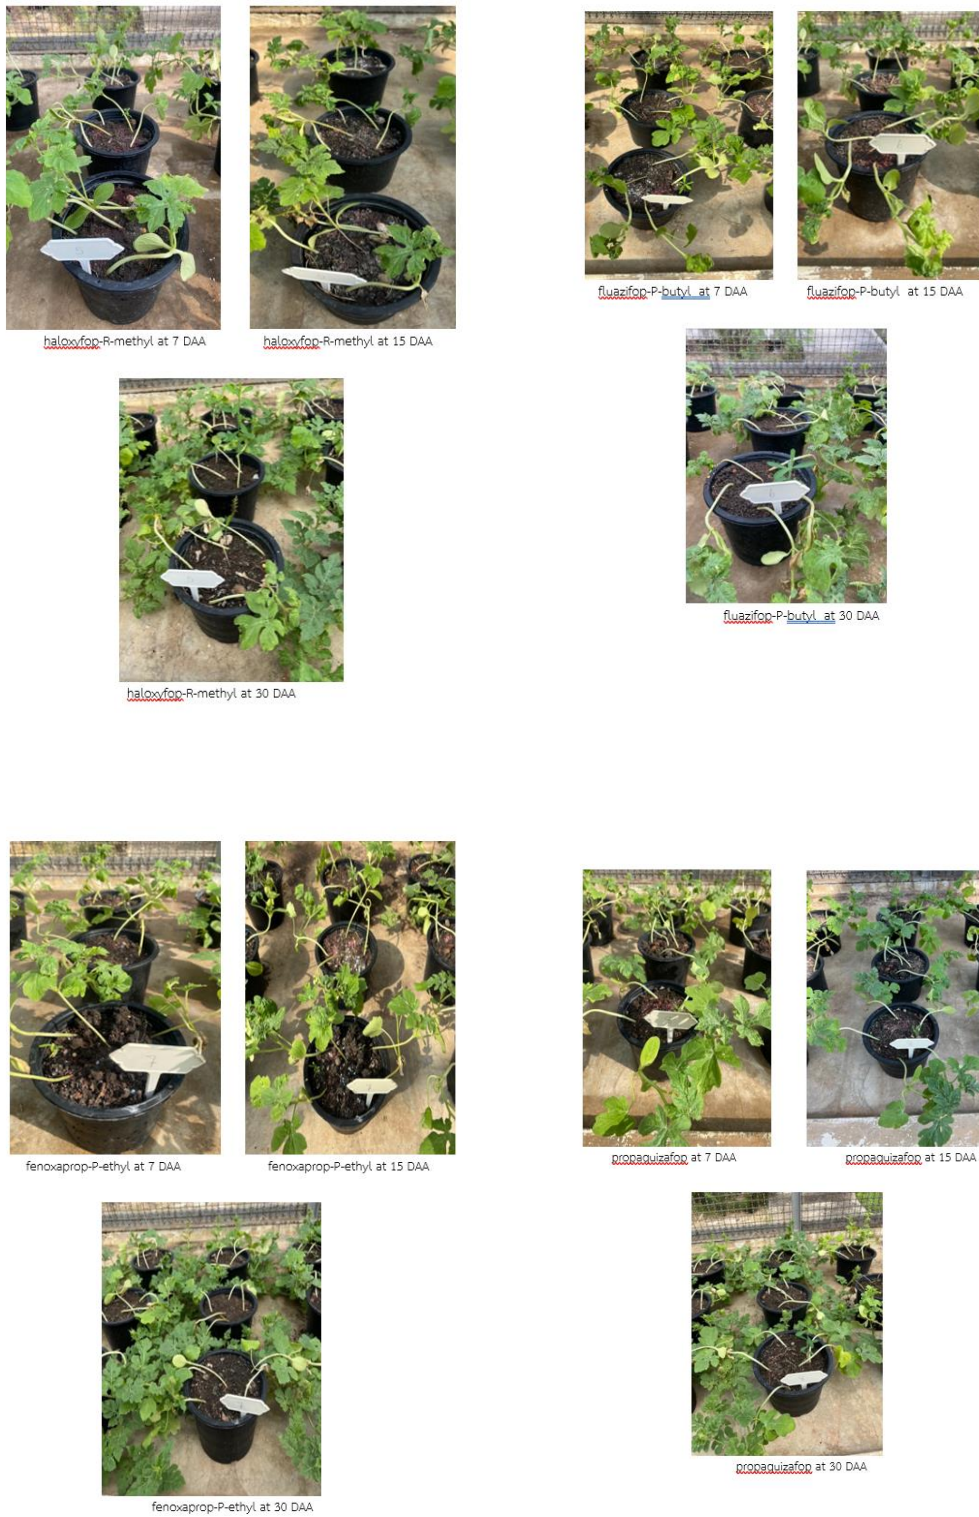 haloxyfop-R-methyl at 7 DAA
haloxyfop-R-methyl at 15 DAA
haloxyfop-R-methyl at 30 DAA
fluazifop-P-butyl at 7 DAA
fluazifop-P-butyl at 15 DAA
fluazifop-P-butyl at 30 DAA
fenoxaprop-P-ethyl at 7 DAA
fenoxaprop-P-ethyl at 15 DAA
fenoxaprop-P-ethyl at 30 DAA
propaquizafop at 7 DAA
propaquizafop at 15 DAA
propaquizafop at 30 DAA